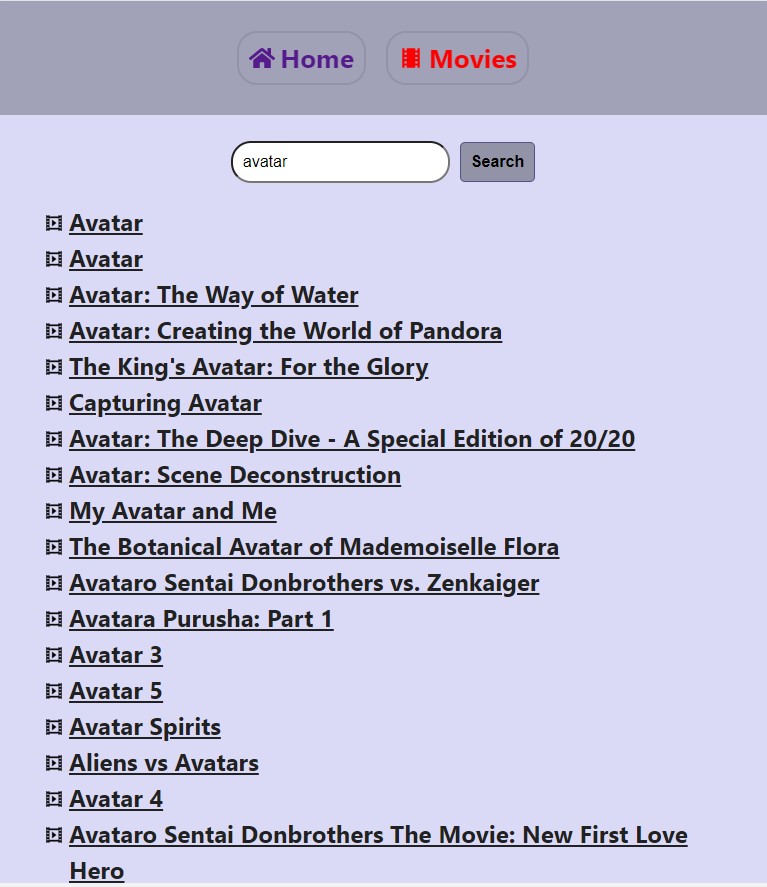 Home Movies
avatar Search
Avatar
Avatar
Avatar: The Way of Water
Avatar: Creating the World of Pandora
The King's Avatar: For the Glory
Capturing Avatar
Avatar: The Deep Dive - A Special Edition of 20/20
Avatar: Scene Deconstruction
My Avatar and Me
The Botanical Avatar of Mademoiselle Flora
Avataro Sentai Donbrothers vs. Zenkaiger
Avatara Purusha: Part 1
Avatar 3
Avatar 5
Avatar Spirits
Aliens vs Avatars
Avatar 4
Avataro Sentai Donbrothers The Movie: New First Love
Hero